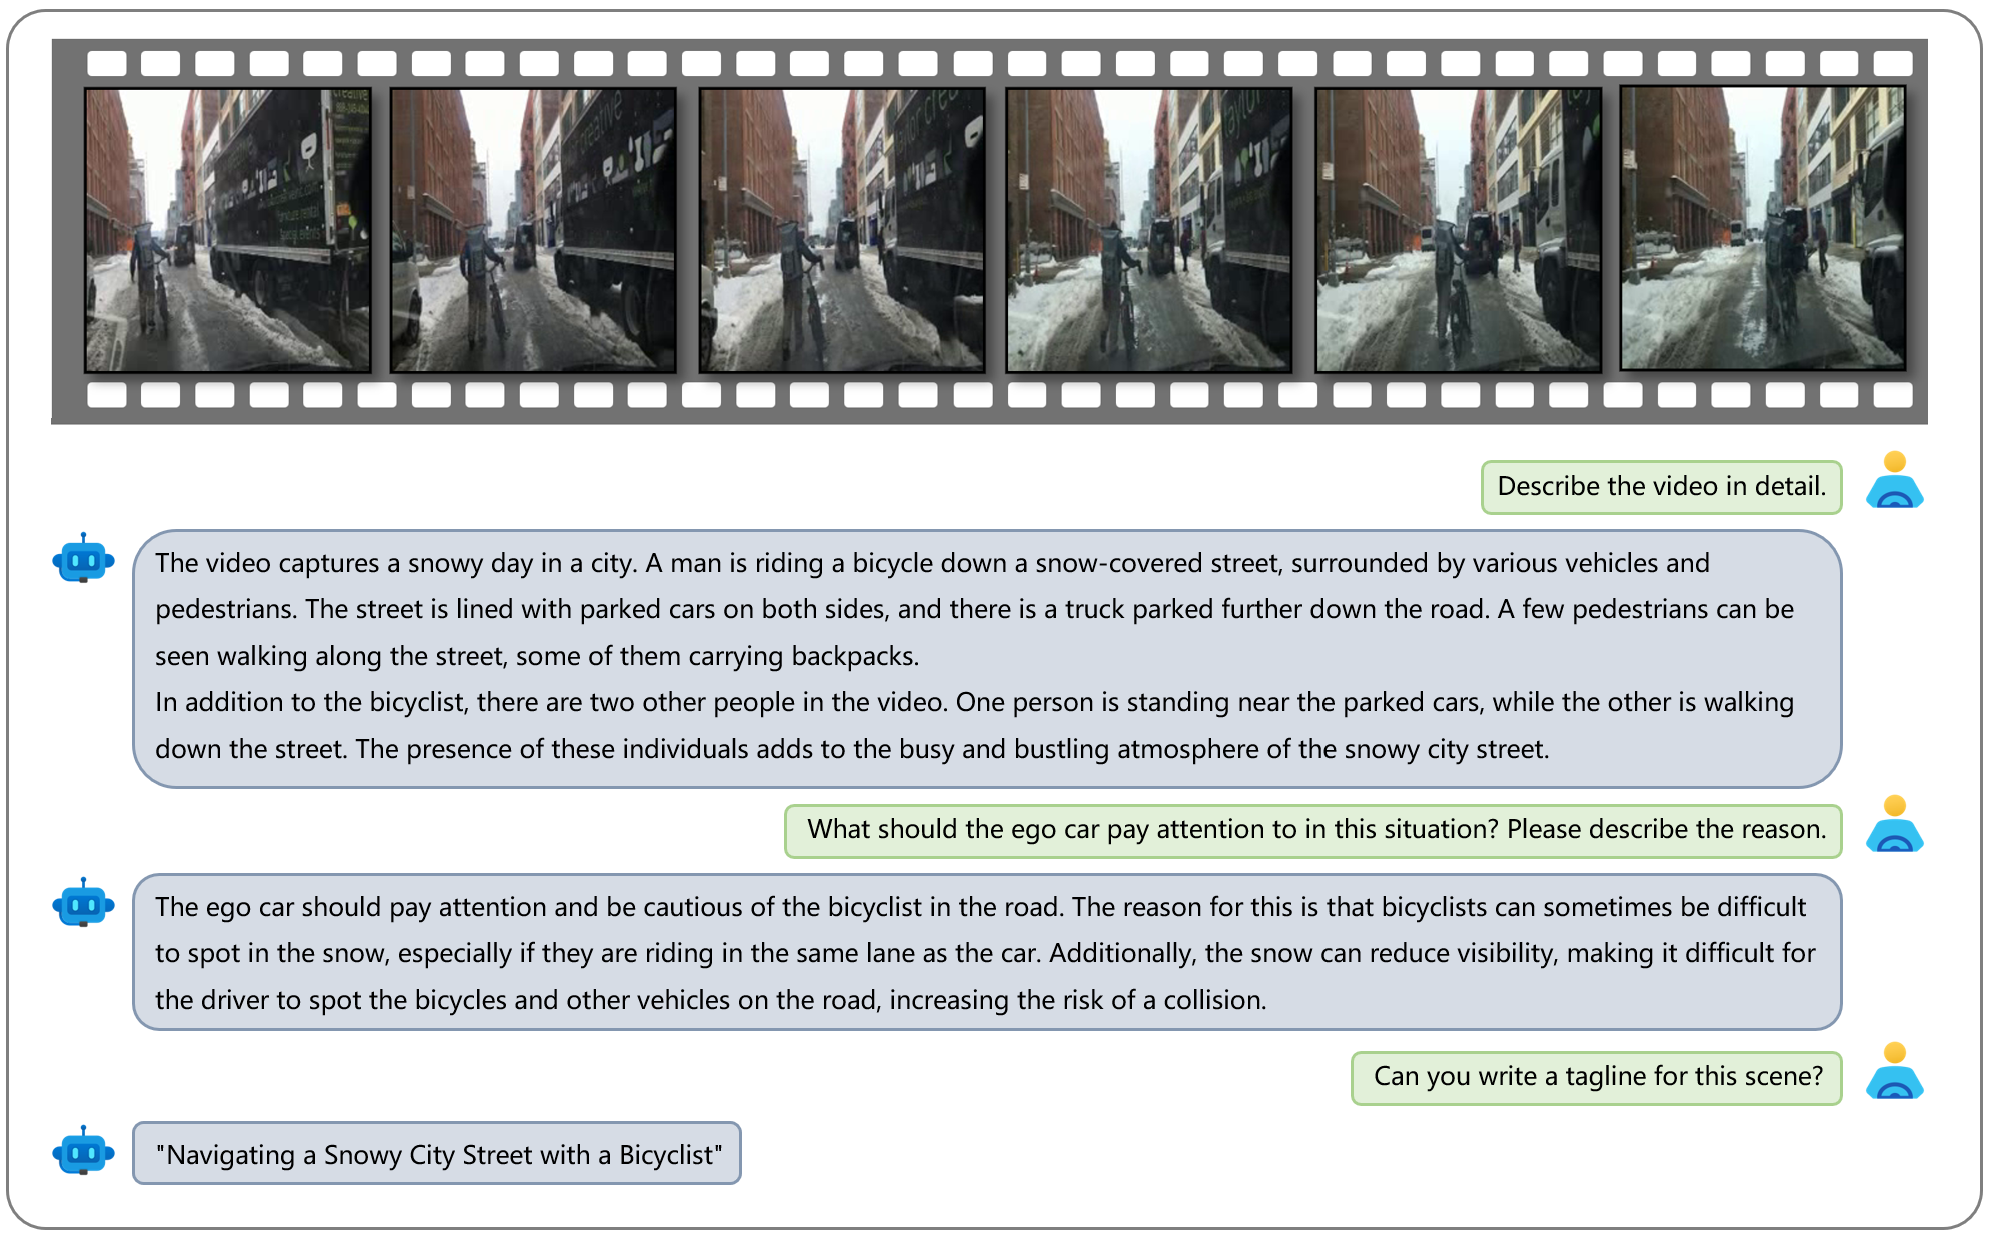 creative
furniture rental
special events
creative
taylor crea
taylor
Describe the video in detail.
The video captures a snowy day in a city. A man is riding a bicycle down a snow-covered street, surrounded by various vehicles and
pedestrians. The street is lined with parked cars on both sides, and there is a truck parked further down the road. A few pedestrians can be
seen walking along the street, some of them carrying backpacks.
In addition to the bicyclist, there are two other people in the video. One person is standing near the parked cars, while the other is walking
down the street. The presence of these individuals adds to the busy and bustling atmosphere of the snowy city street.
What should the ego car pay attention to in this situation? Please describe the reason.
The ego car should pay attention and be cautious of the bicyclist in the road. The reason for this is that bicyclists can sometimes be difficult
to spot in the snow, especially if they are riding in the same lane as the car. Additionally, the snow can reduce visibility, making it difficult for
the driver to spot the bicycles and other vehicles on the road, increasing the risk of a collision.
Can you write a tagline for this scene?
"Navigating a Snowy City Street with a Bicyclist"